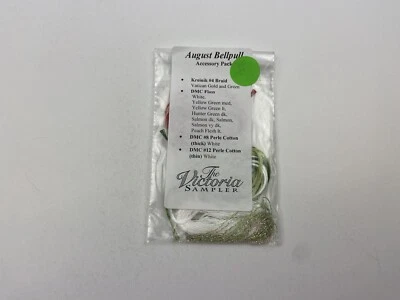 August Bellpull
Accessory Pack
• Kreinik #4 Braid
Vatican Gold and Green
• DMC Floss
White,
Yellow Green med,
Yellow Green lt,
Hunter Green dk,
Salmon dk, Salmon,
Salmon vy dk,
Peach Flesh lt.
• DMC #8 Perle Cotton
(thick) White
• DMC #12 Perle Cotton
(thin) White
The
Victoria
SAMPLER